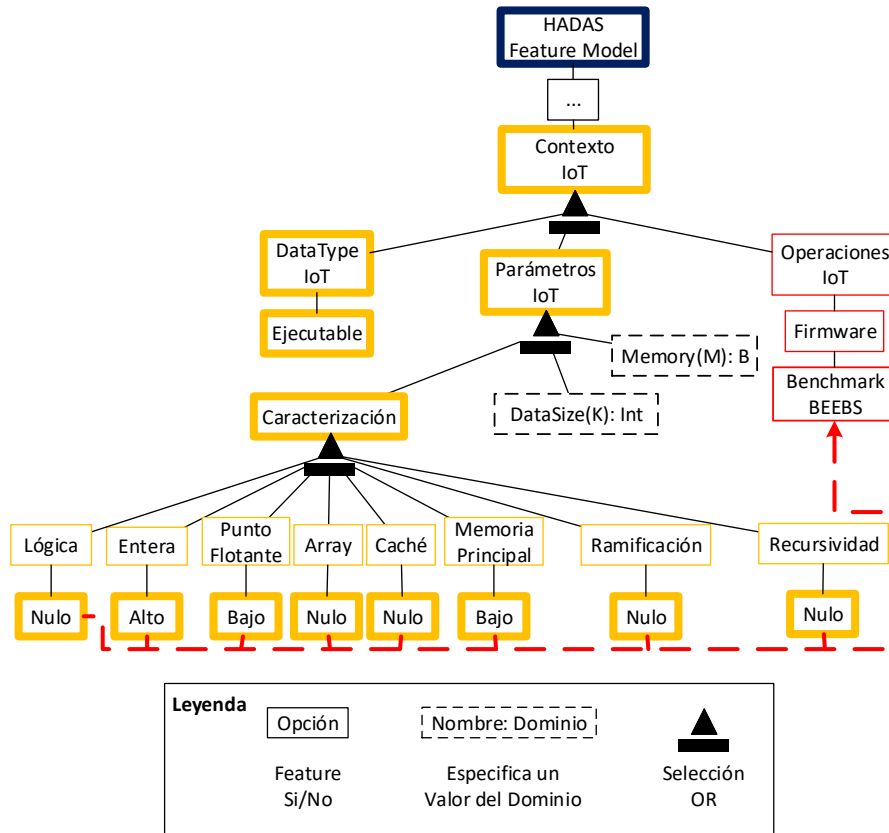 HADAS
Feature Model
...
Contexto
IoT
DataType
IoT
Parámetros
IoT
Operaciones
IoT
Ejecutable
Firmware
Memory(M): B
Benchmark
BEEBS
Caracterización
DataSize(K): Int
Lógica
Entera
Punto
Flotante
Array
Caché
Memoria
Principal
Ramificación
Recursividad
Nulo
Alto
Bajo
Nulo
Nulo
Bajo
Nulo
Nulo
Leyenda
Opción
Nombre: Dominio
Feature
Si/No
Especifica un
Valor del Dominio
Selección
OR